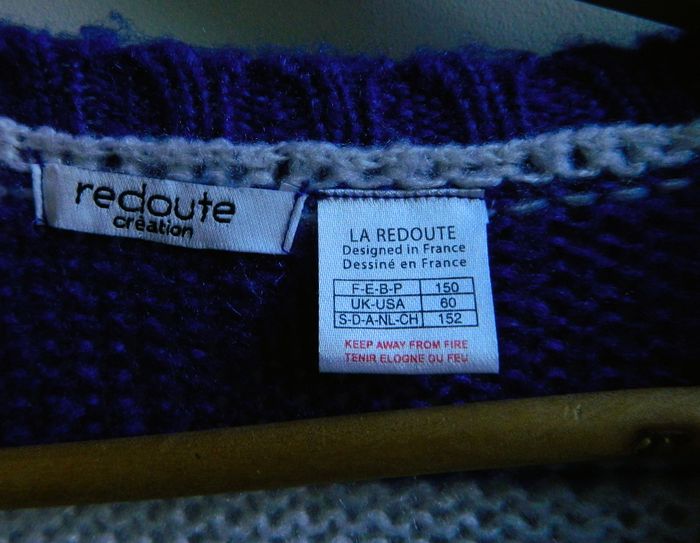 redoute
création
LA REDOUTE
Designed in France
Dessiné en France
F-E-B-P 150
UK-USA 60
S-D-A-NL-CH 152
KEEP AWAY FROM FIRE
TENIR ELOGNE DU FEU